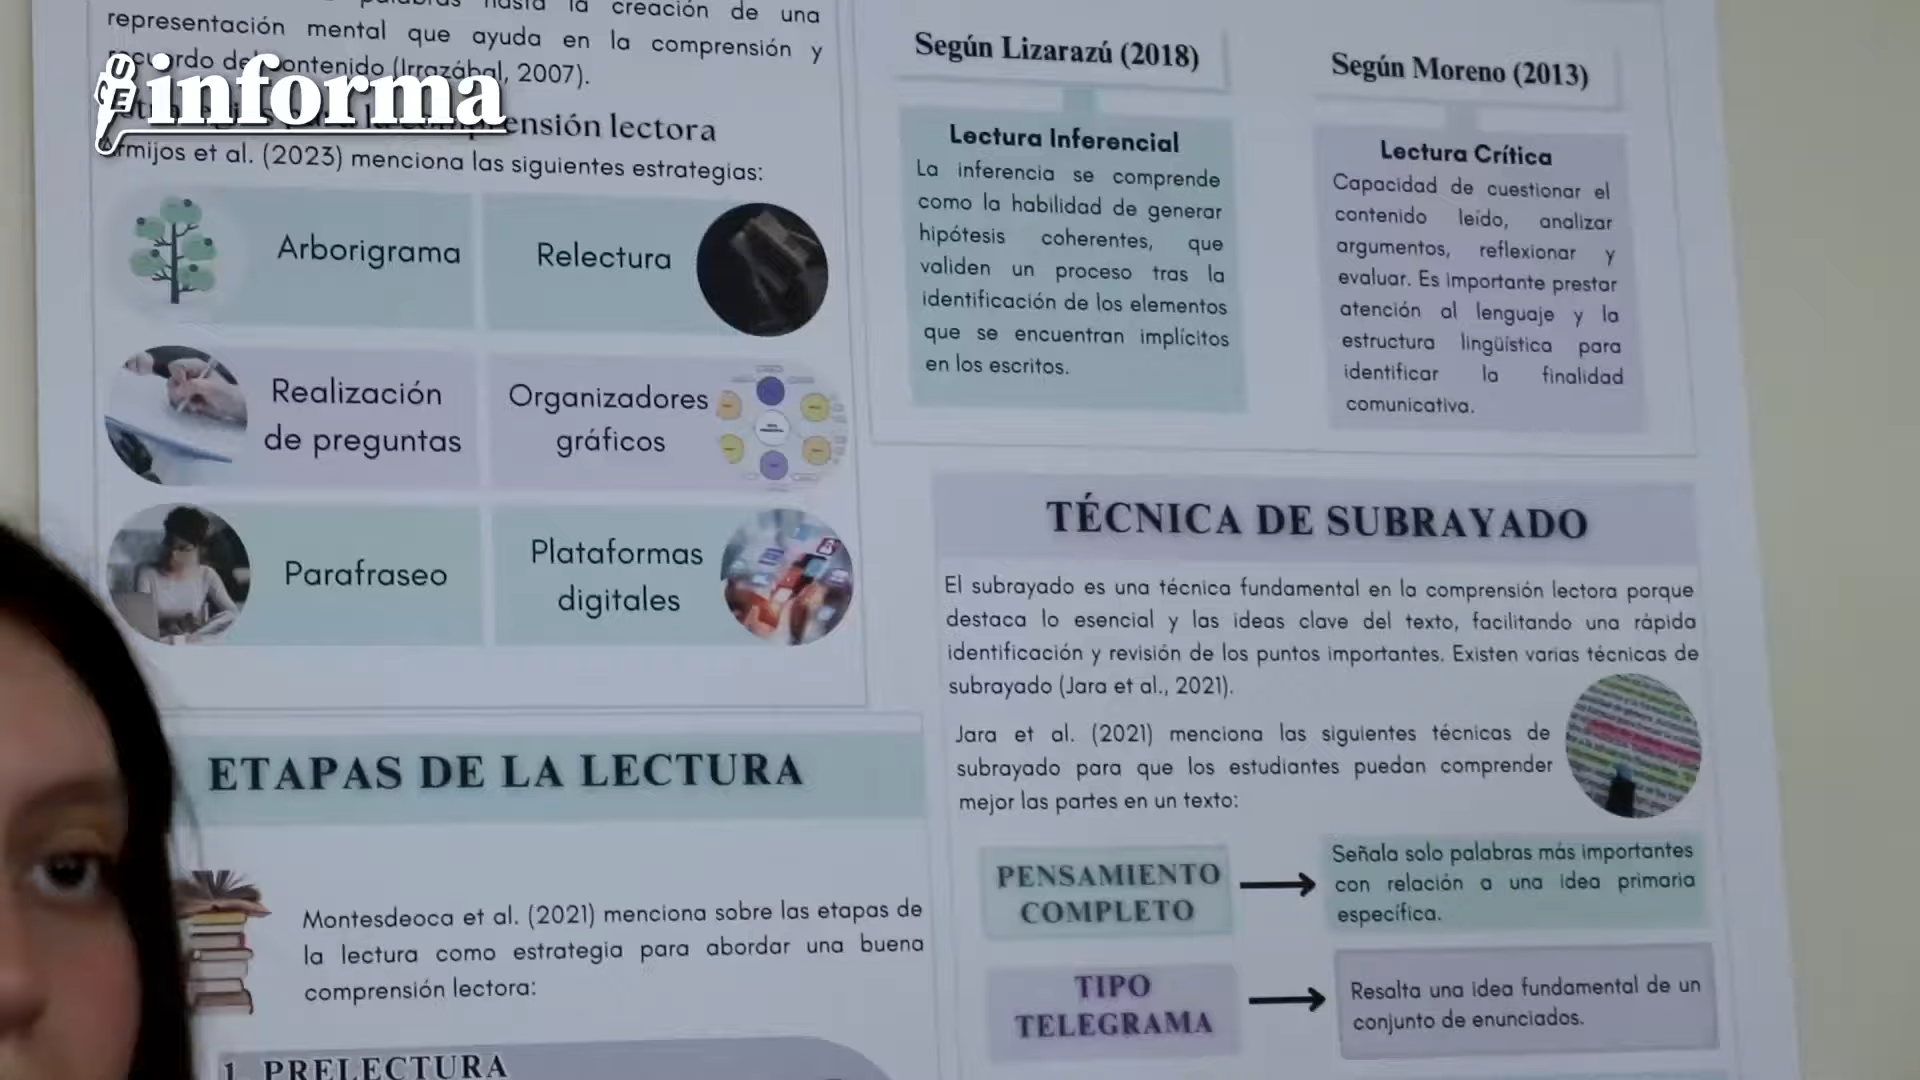 creación de una
representación mental que ayuda en la comprensión y
contenido (Irrazábal, 2007).
UCE
informa
comprensión lectora
Armijos et al. (2023) menciona las siguientes estrategias:
Arborigrama
Relectura
Realización
de preguntas
Organizadores
gráficos
Parafraseo
Plataformas
digitales
ETAPAS DE LA LECTURA
Montesdeoca et al. (2021) menciona sobre las etapas de
la lectura como estrategia para abordar una buena
comprensión lectora:
1. PRELECTURA
Según Lizarazú (2018)
Lectura Inferencial
La inferencia se comprende
como la habilidad de generar
hipótesis coherentes, que
validen un proceso tras la
identificación de los elementos
que se encuentran implícitos
en los escritos.
Según Moreno (2013)
Lectura Crítica
Capacidad de cuestionar el
contenido leído, analizar
argumentos, reflexionar y
evaluar. Es importante prestar
atención al lenguaje y la
estructura lingüística para
identificar la finalidad
comunicativa.
TÉCNICA DE SUBRAYADO
El subrayado es una técnica fundamental en la comprensión lectora porque
destaca lo esencial y las ideas clave del texto, facilitando una rápida
identificación y revisión de los puntos importantes. Existen varias técnicas de
subrayado (Jara et al., 2021).
Jara et al. (2021) menciona las siguientes técnicas de
subrayado para que los estudiantes puedan comprender
mejor las partes en un texto:
PENSAMIENTO
COMPLETO
Señala solo palabras más importantes
con relación a una idea primaria
específica.
TIPO
TELEGRAMA
Resalta una idea fundamental de un
conjunto de enunciados.